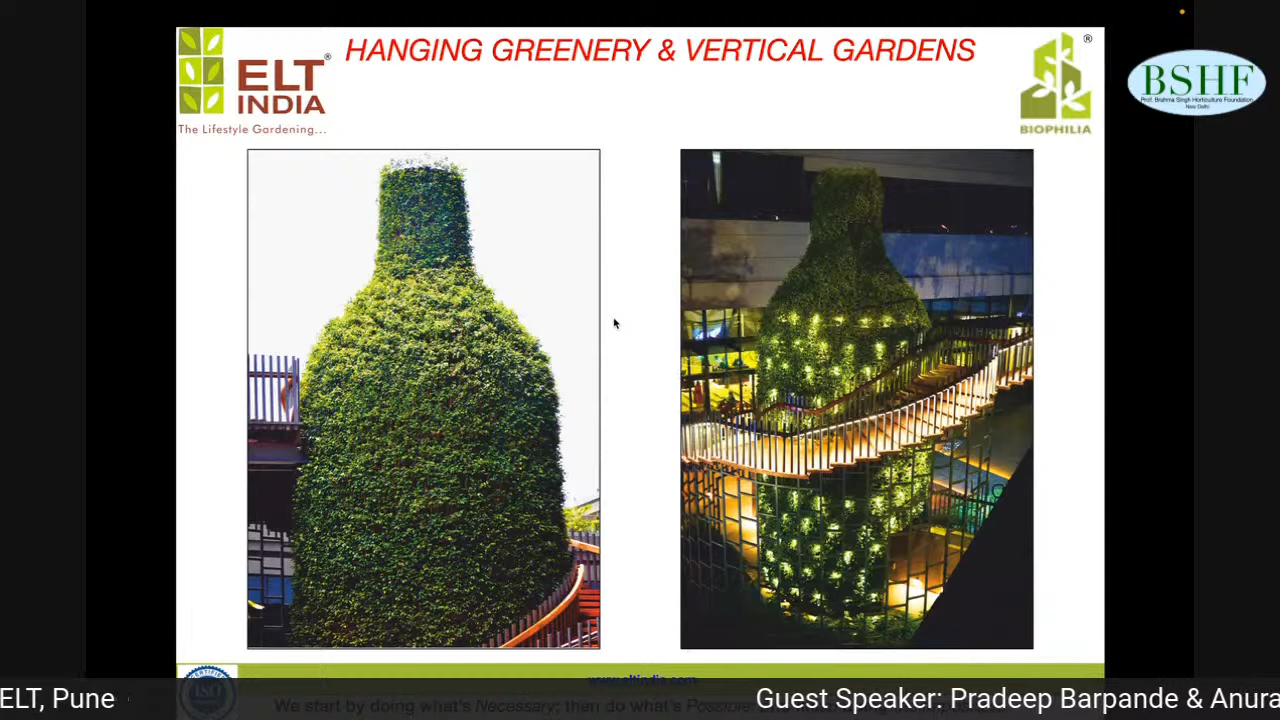 HANGING GREENERY & VERTICAL GARDENS
ELT
INDIA
®
The Lifestyle Gardening...
®
BIOPHILIA
BSHF
Prof. Brahma Singh Horticulture Foundation
New Delhi
www.eltindia.com
CERTIFIED
ISO
We start by doing what's Necessary; then do what's Possible
ELT, Pune
Guest Speaker: Pradeep Barpande & Anura